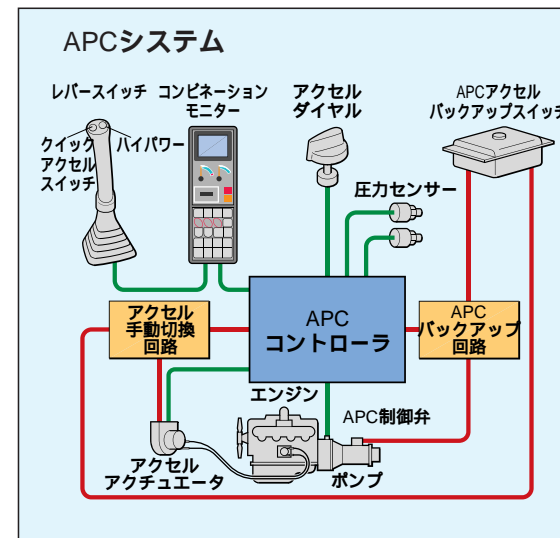 APCシステム
レバースイッチ
コンビネーション
モニター
アクセル
ダイヤル
APCアクセル
バックアップスイッチ
クイック
アクセル
スイッチ
ハイパワー
圧力センサー
アクセル
手動切換
回路
APC
コントローラ
APC
バックアップ
回路
エンジン
APC制御弁
アクセル
アクチュエータ
ポンプ